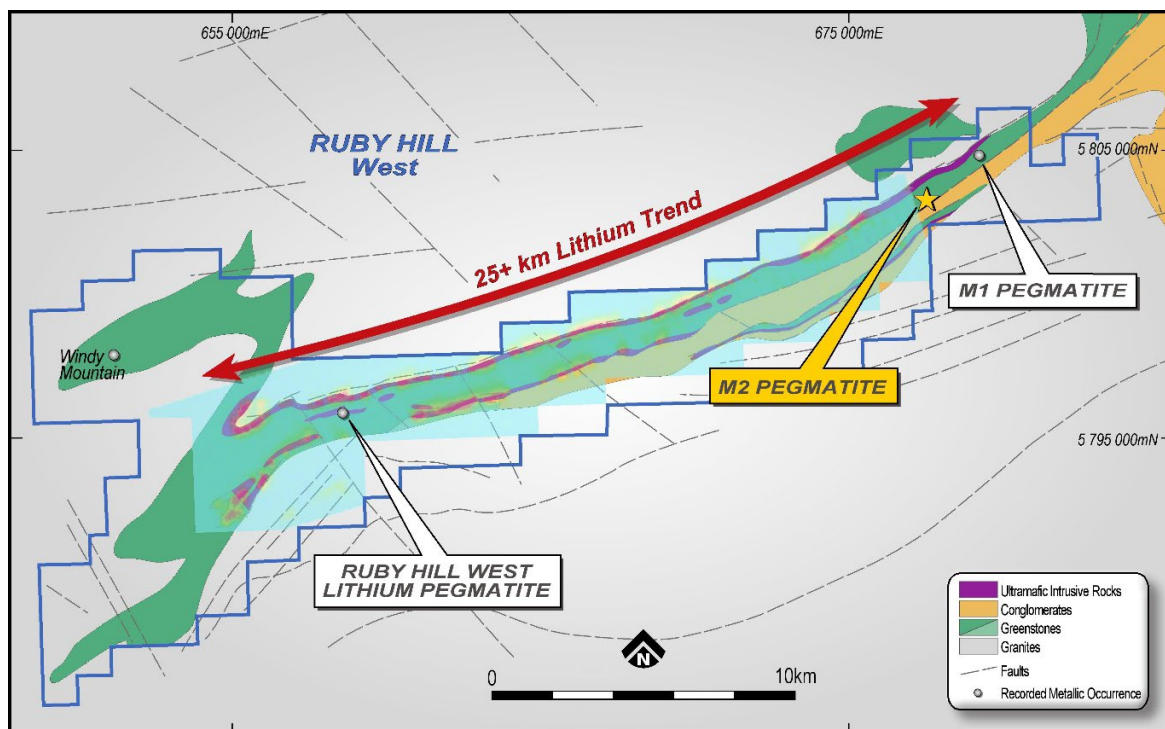 655 000mE
675 000mE
RUBY HILL
West
5 805 000mN
25+ km Lithium Trend
M1 PEGMATITE
Windy
Mountain
M2 PEGMATITE
5 795 000mN
RUBY HILL WEST
LITHIUM PEGMATITE
N
0
10km
Ultramafic Intrusive Rocks
Conglomerates
Greenstones
Granites
Faults
Recorded Metallic Occurrence